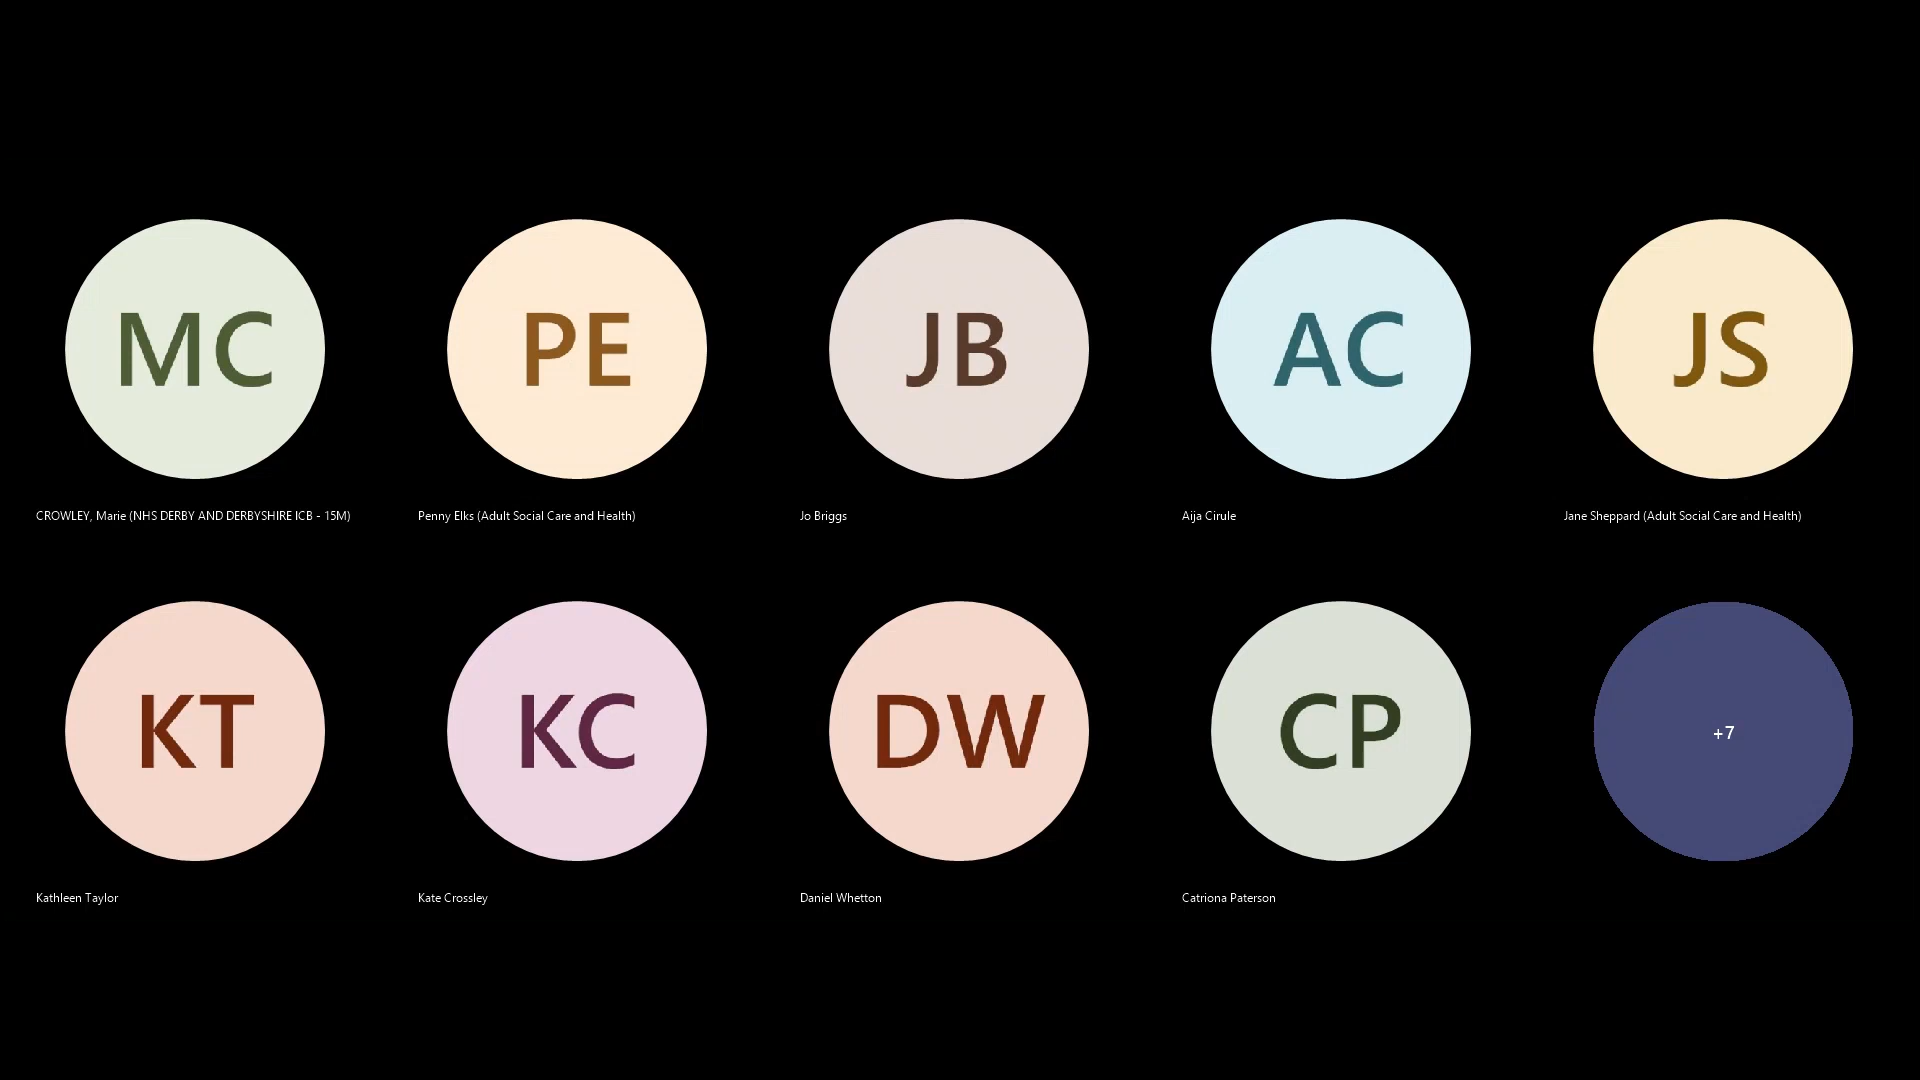 MC
PE
JB
AC
JS
CROWLEY, Marie (NHS DERBY AND DERBYSHIRE ICB - 15M)
Penny Elks (Adult Social Care and Health)
Jo Briggs
Aija Cirule
Jane Sheppard (Adult Social Care and Health)
KT
KC
DW
CP
+7
Kathleen Taylor
Kate Crossley
Daniel Whetton
Catriona Paterson